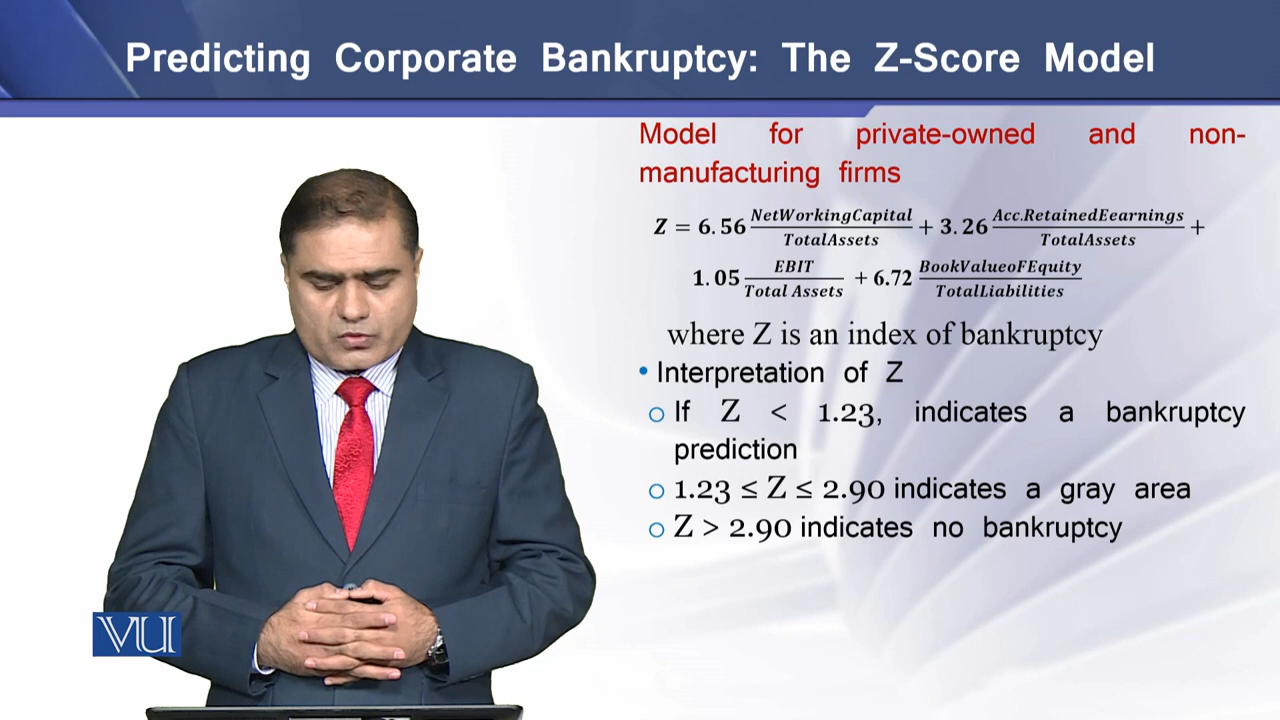 Predicting Corporate Bankruptcy: The Z-Score Model
Model for private-owned and non-
manufacturing firms
Z = 6.56 NetWorkingCapital/TotalAssets + 3.26 Acc.RetainedEearnings/TotalAssets +
1.05 EBIT/Total Assets + 6.72 BookValueoFEquity/TotalLiabilities
where Z is an index of bankruptcy
• Interpretation of Z
o If Z < 1.23, indicates a bankruptcy
prediction
o 1.23 ≤ Z ≤ 2.90 indicates a gray area
o Z > 2.90 indicates no bankruptcy
VU